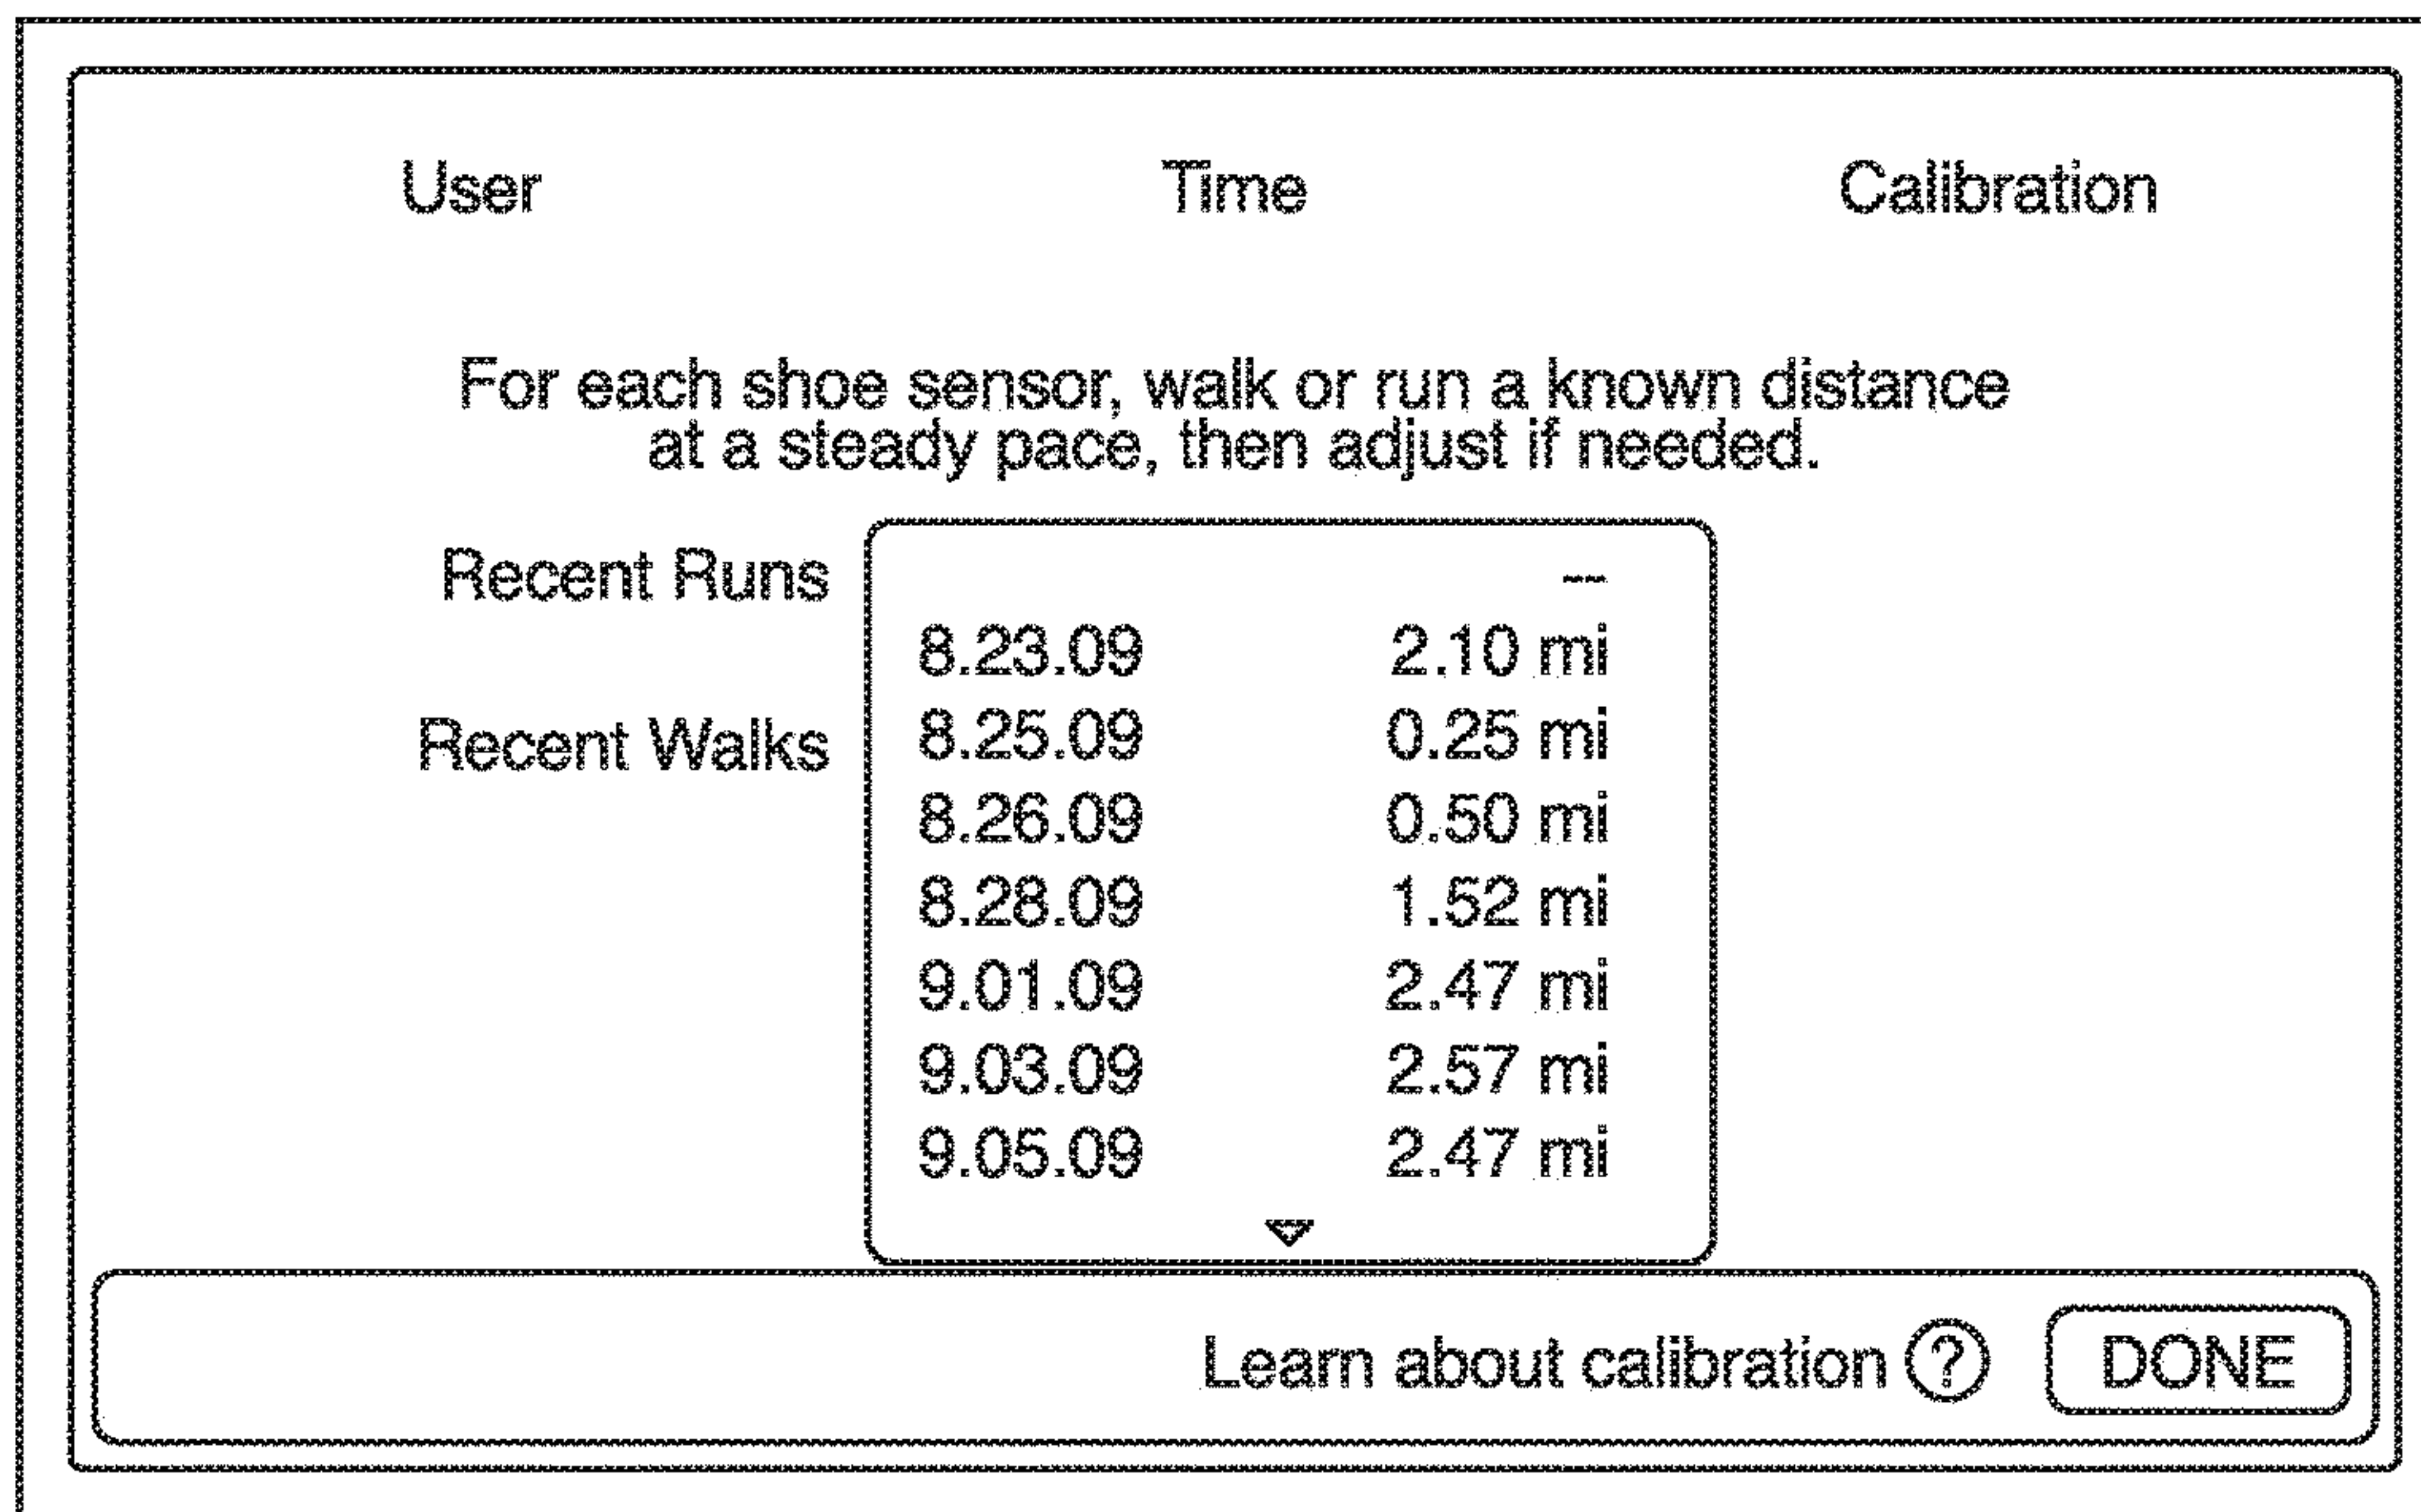 User Time Calibration
For each shoe sensor, walk or run a known distance
at a steady pace, then adjust if needed.
Recent Runs --
8.23.09 2.10 mi
Recent Walks 8.25.09 0.25 mi
8.26.09 0.50 mi
8.28.09 1.52 mi
9.01.09 2.47 mi
9.03.09 2.57 mi
9.05.09 2.47 mi
Learn about calibration ? DONE